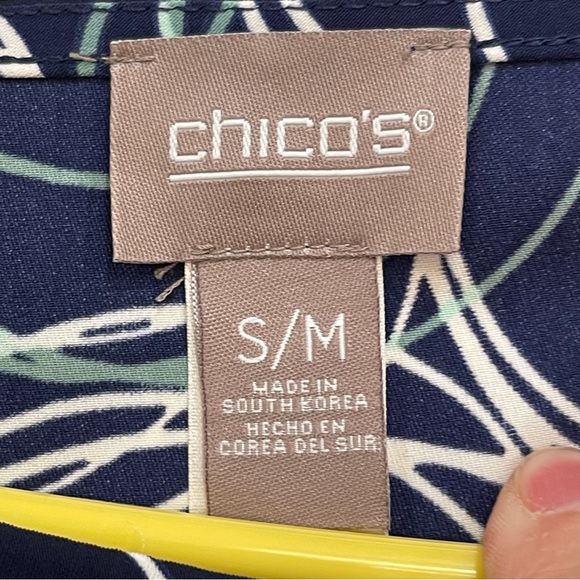 chico's®
S/M
MADE IN
SOUTH KOREA
HECHO EN
COREA DEL SUR